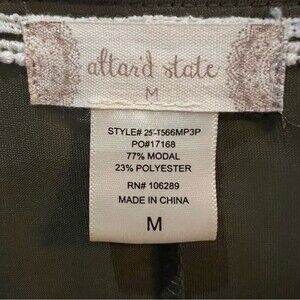 altar'd state
M
STYLE# 25-T566MP3P
PO#17168
77% MODAL
23% POLYESTER
RN# 106289
MADE IN CHINA
M